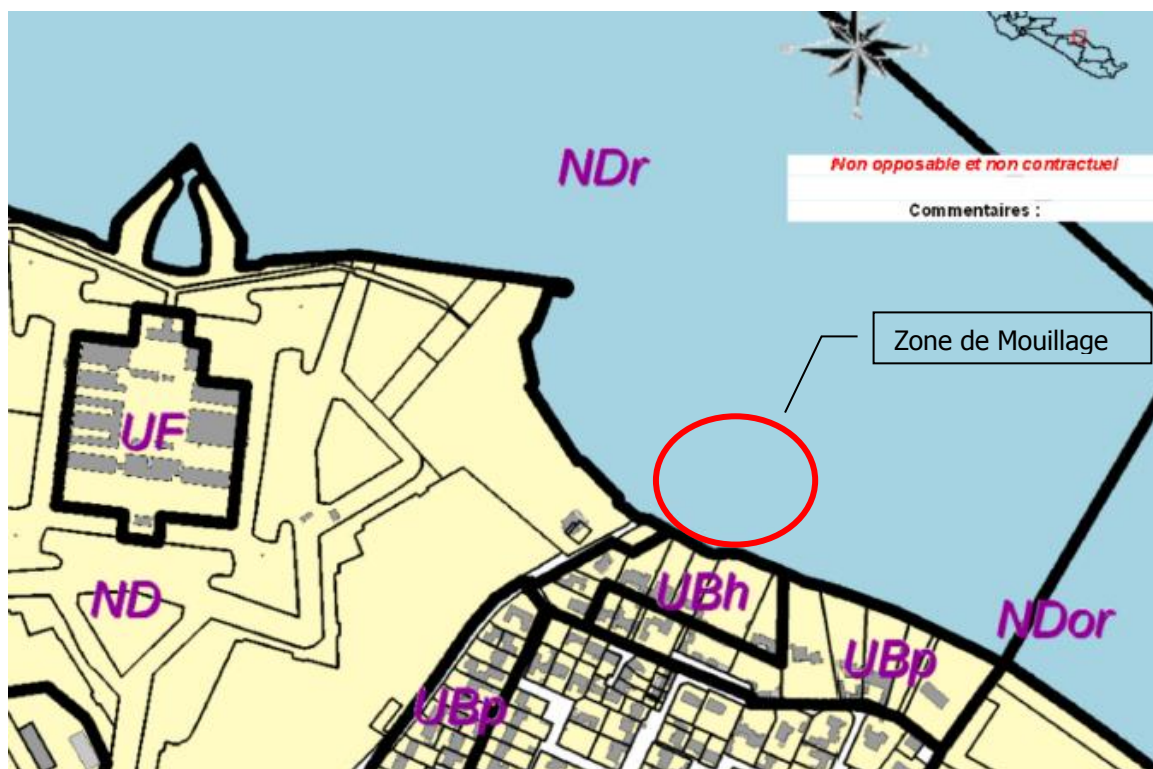 NDr
Non opposable et non contractuel
Commentaires :
Zone de Mouillage
UF
ND
UBh
NDor
UBp
UBp